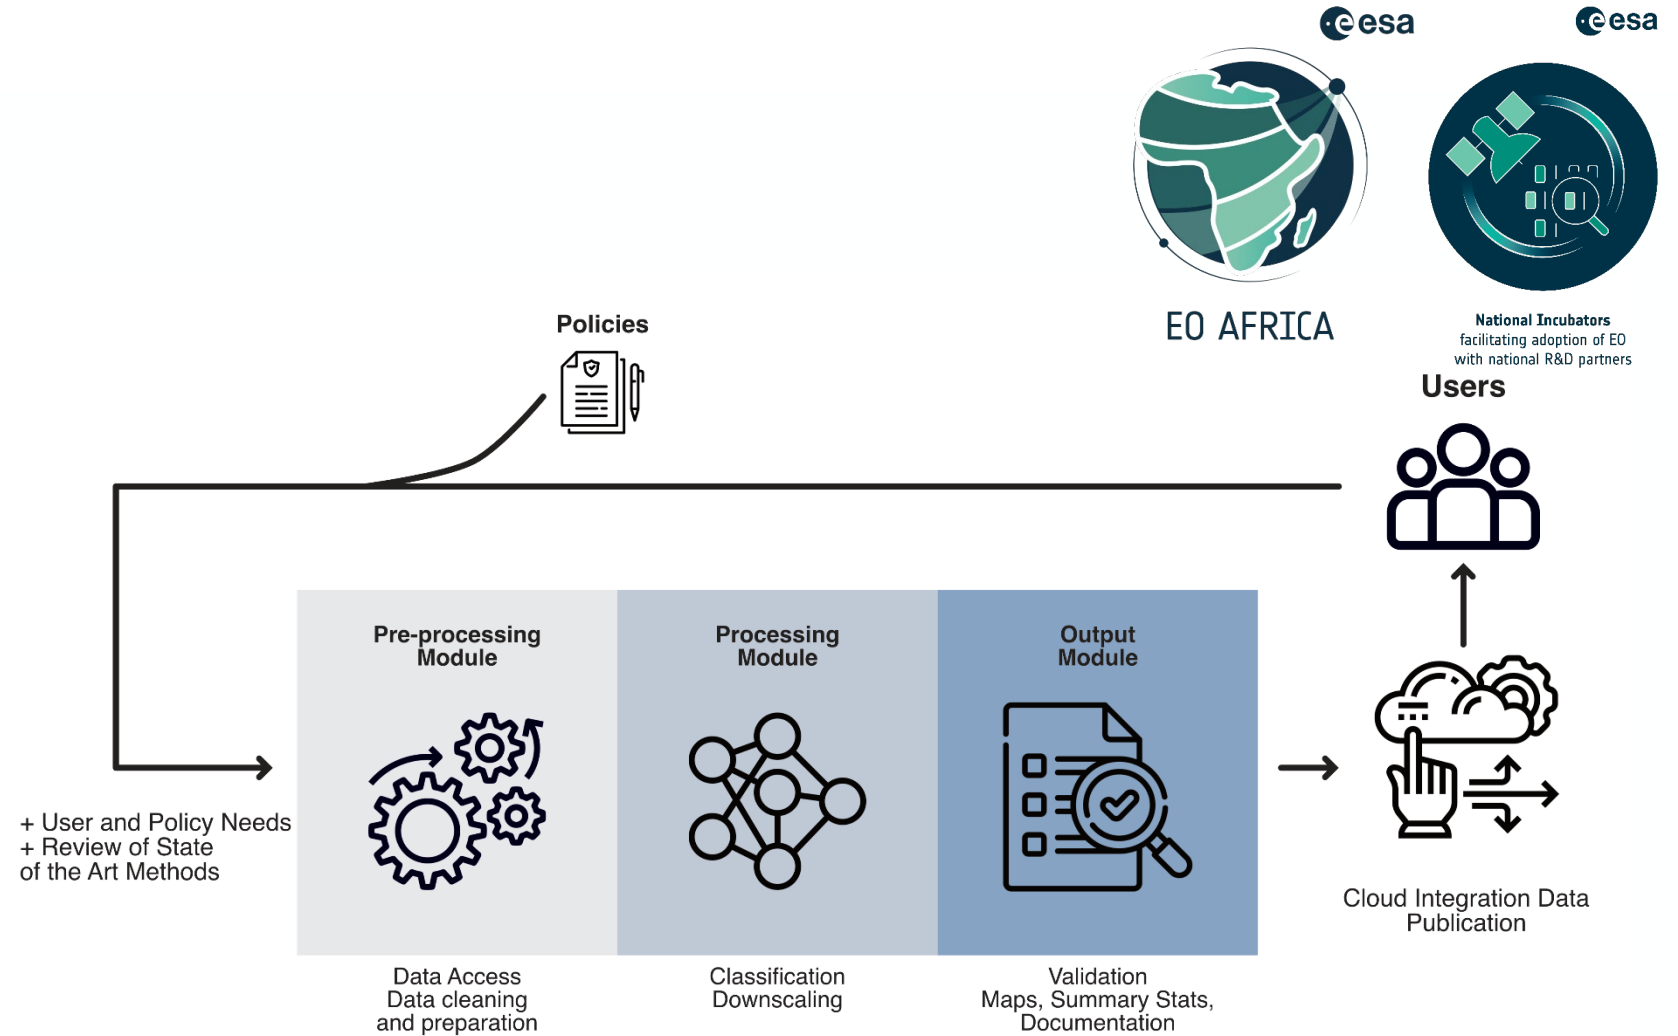 esa
esa
EO AFRICA
National Incubators
facilitating adoption of EO
with national R&D partners
Policies
Users
Pre-processing
Module
Processing
Module
Output
Module
+ User and Policy Needs
+ Review of State
of the Art Methods
Cloud Integration Data
Publication
Data Access
Data cleaning
and preparation
Classification
Downscaling
Validation
Maps, Summary Stats,
Documentation